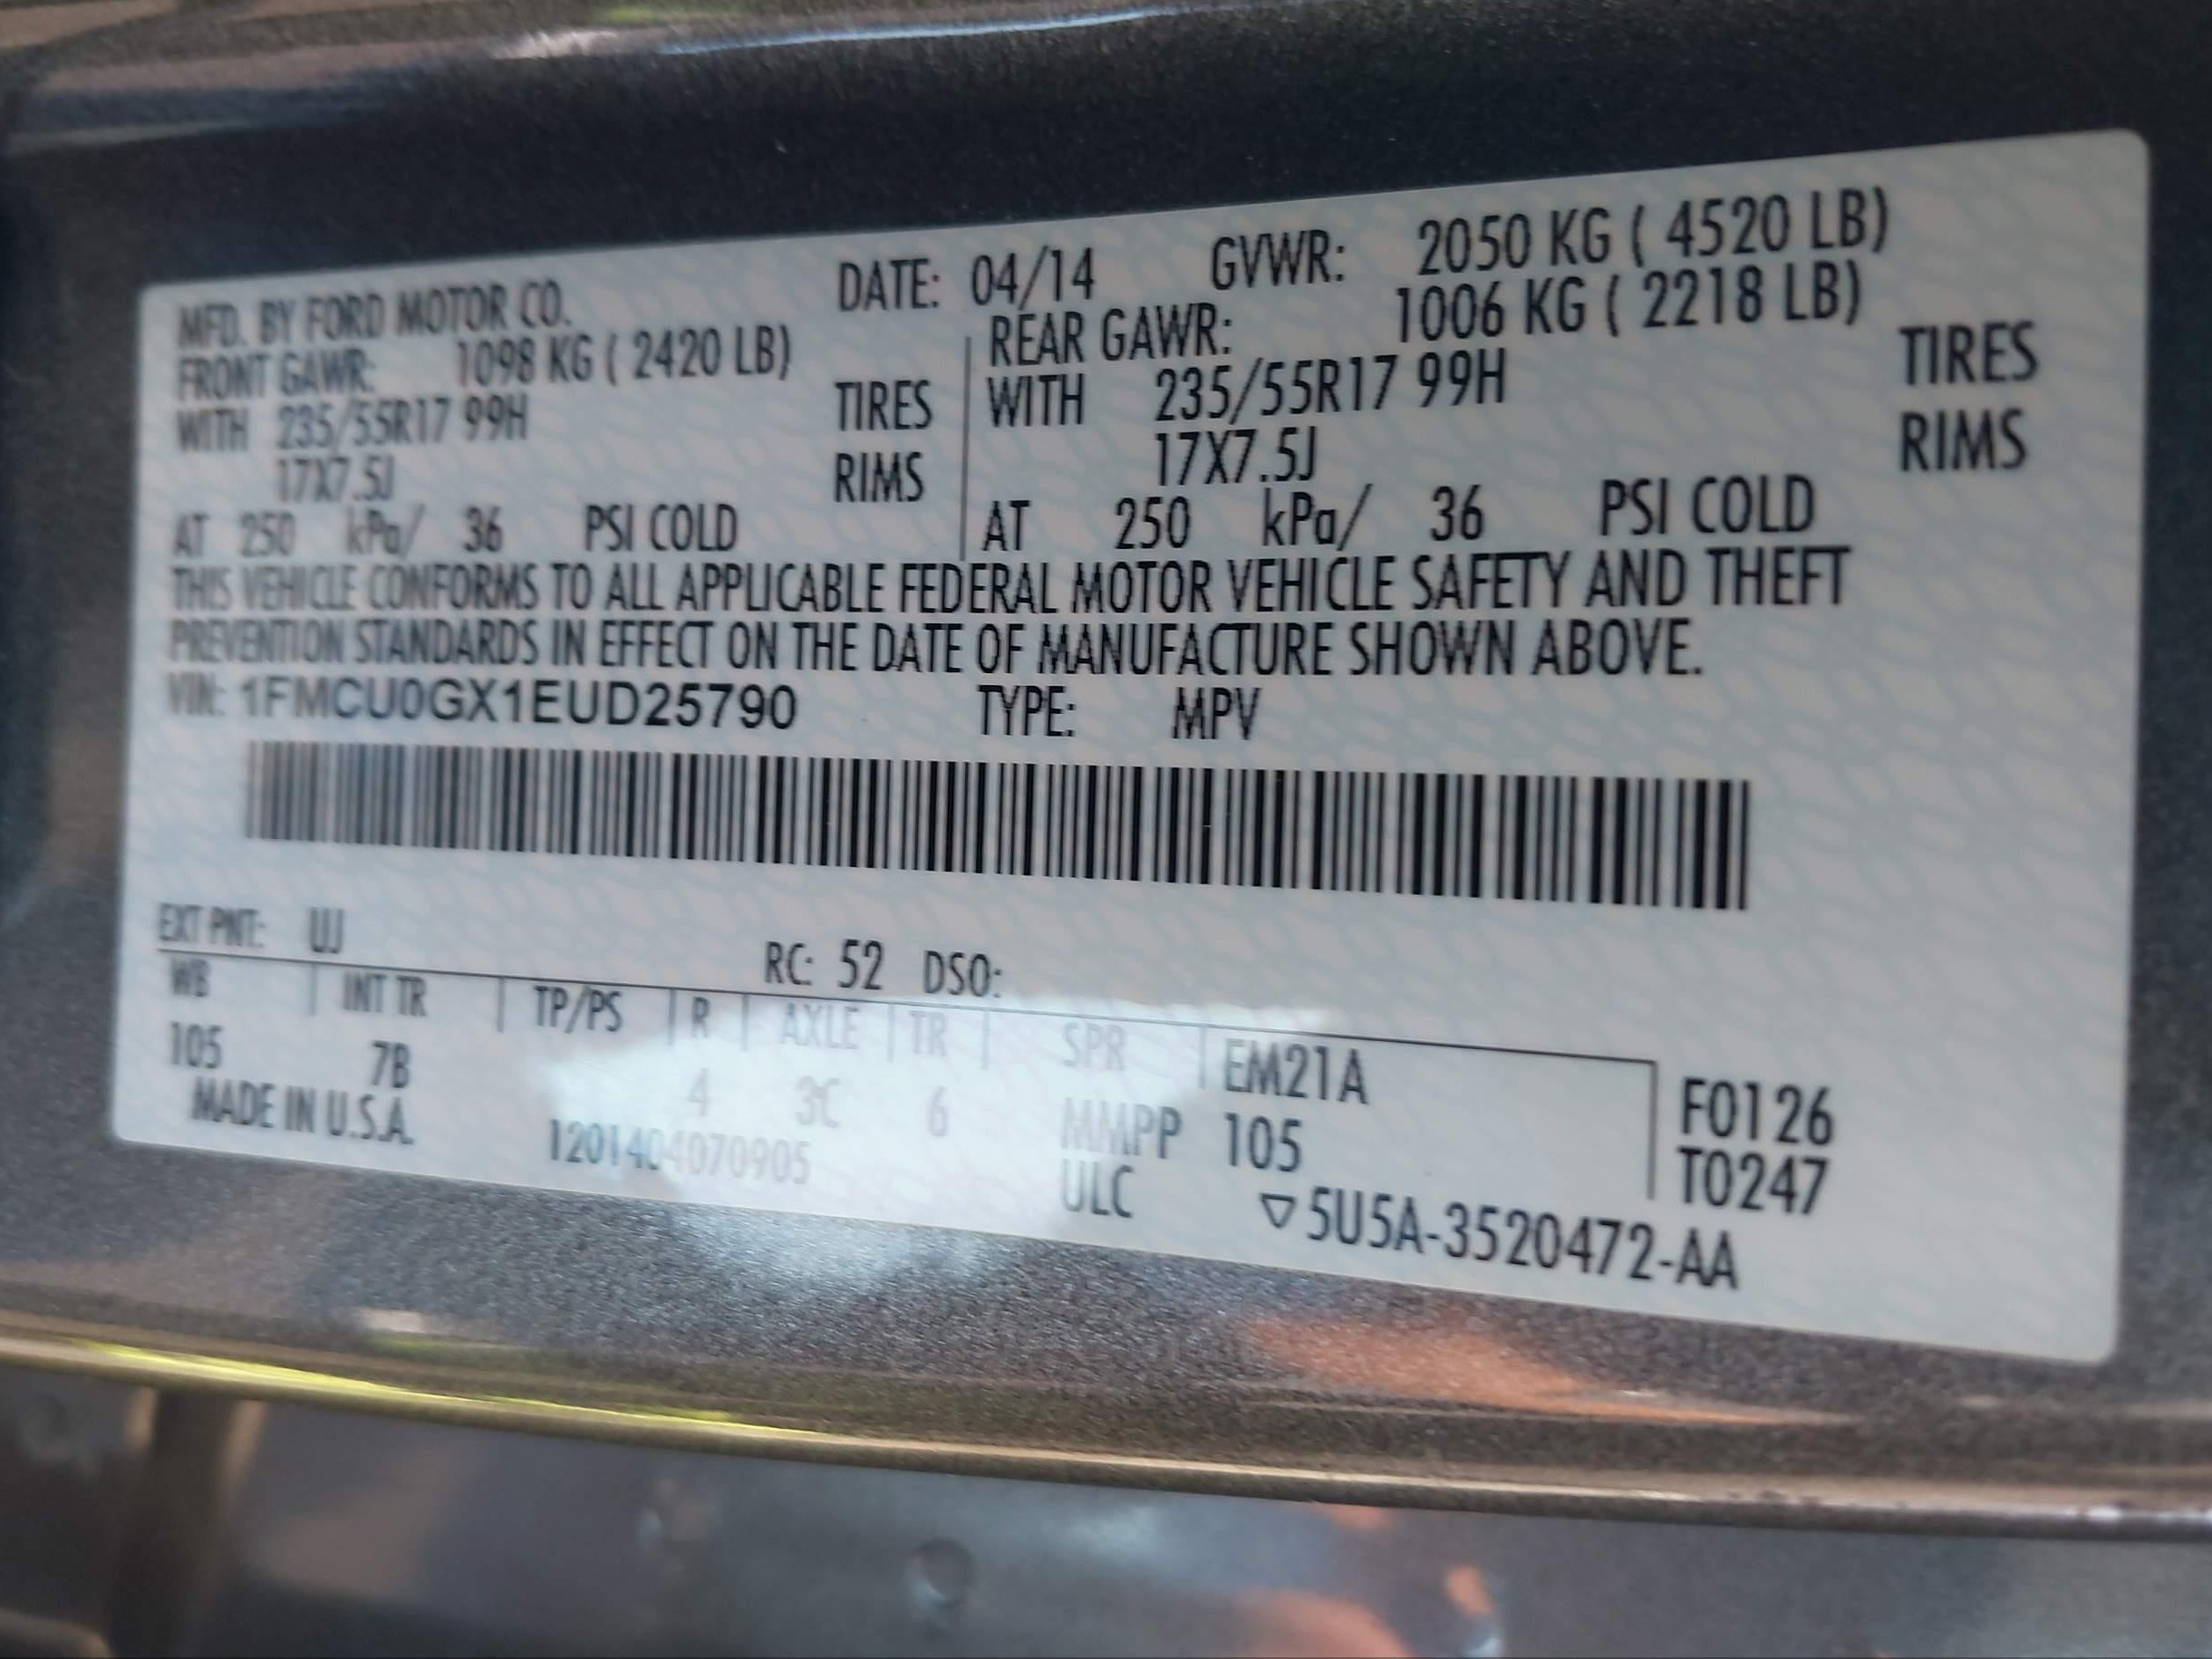 MFD. BY FORD MOTOR CO. DATE: 04/14 GVWR: 2050 KG ( 4520 LB)
FRONT GAWR: 1098 KG ( 2420 LB) REAR GAWR: 1006 KG ( 2218 LB)
WITH 235/55R17 99H TIRES WITH 235/55R17 99H TIRES
17X7.5J RIMS 17X7.5J RIMS
AT 250 kPa/ 36 PSI COLD AT 250 kPa/ 36 PSI COLD
THIS VEHICLE CONFORMS TO ALL APPLICABLE FEDERAL MOTOR VEHICLE SAFETY AND THEFT
PREVENTION STANDARDS IN EFFECT ON THE DATE OF MANUFACTURE SHOWN ABOVE.
VIN: 1FMCU0GX1EUD25790 TYPE: MPV
EXT PNT: UJ RC: 52 DSO:
WB INT TR TP/PS R AXLE TR SPR EM21A F0126
105 7B 4 3C 6 MMPP 105 T0247
MADE IN U.S.A. 1201404070905 ULC ▽5U5A-3520472-AA